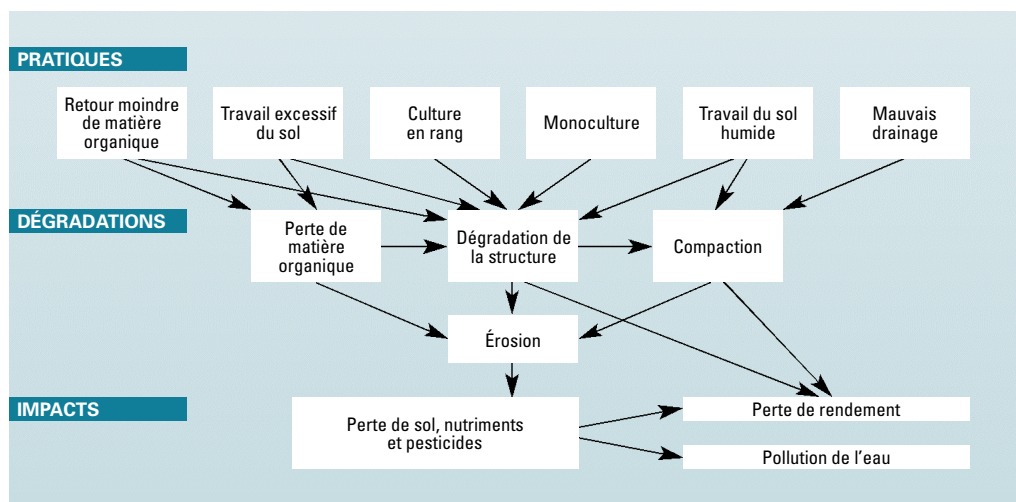 PRATIQUES
Retour moindre
de matière
organique
Travail excessif
du sol
Culture
en rang
Monoculture
Travail du sol
humide
Mauvais
drainage
DÉGRADATIONS
Perte de
matière
organique
Dégradation de
la structure
Compaction
Érosion
IMPACTS
Perte de sol, nutriments
et pesticides
Perte de rendement
Pollution de l'eau